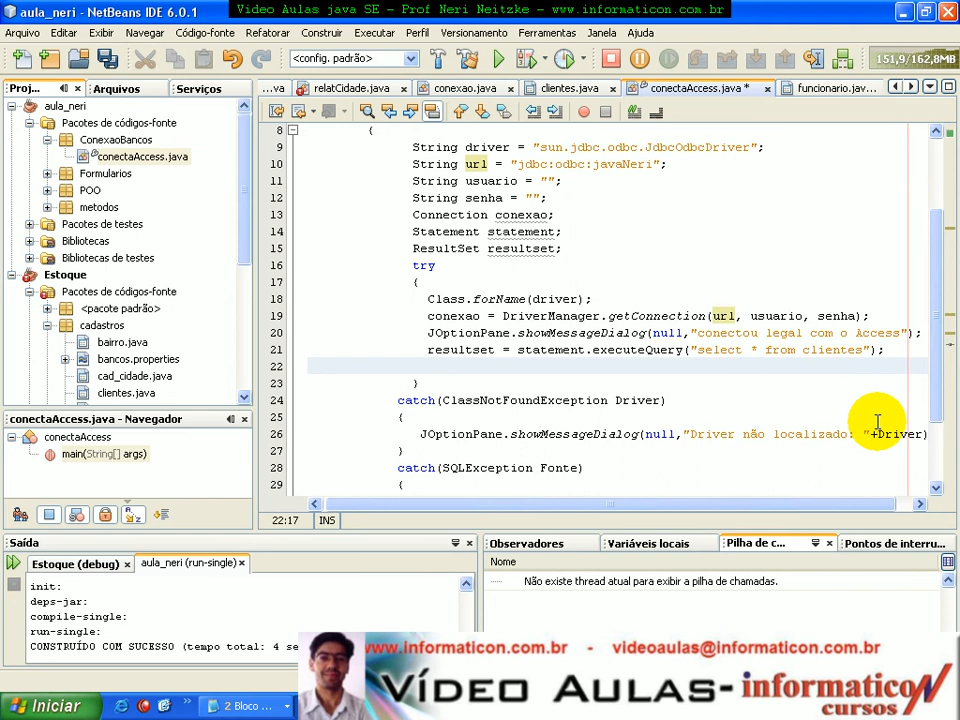 Video Aulas java SE - Prof Neri Neitzke - www.informaticon.com.br
aula_neri - NetBeans IDE 6.0.1
Arquivo Editar Exibir Navegar Código-fonte Refatorar Construir Executar Perfil Versionamento Ferramentas Janela Ajuda
<config. padrão> 151,9/162,8MB
Proj... Arquivos Serviços
...va relatCidade.java conexao.java clientes.java conectaAccess.java * funcionario.jav...
aula_neri
Pacotes de códigos-fonte
ConexaoBancos
conectaAccess.java
Formularios
POO
metodos
Pacotes de testes
Bibliotecas
Bibliotecas de testes
Estoque
Pacotes de códigos-fonte
<pacote padrão>
cadastros
bairro.java
bancos.properties
cad_cidade.java
clientes.java
8 {
9 String driver = "sun.jdbc.odbc.JdbcOdbcDriver";
10 String url = "jdbc:odbc:javaNeri";
11 String usuario = "";
12 String senha = "";
13 Connection conexao;
14 Statement statement;
15 ResultSet resultset;
16 try
17 {
18 Class.forName(driver);
19 conexao = DriverManager.getConnection(url, usuario, senha);
20 JOptionPane.showMessageDialog(null,"conectou legal com o Access");
21 resultset = statement.executeQuery("select * from clientes");
22
23 }
24 catch(ClassNotFoundException Driver)
25 {
26 JOptionPane.showMessageDialog(null,"Driver não localizado: "+Driver)
27 }
28 catch(SQLException Fonte)
29 {
22:17 INS
conectaAccess.java - Navegador
conectaAccess
main(String[] args)
Saída
Estoque (debug) aula_neri (run-single)
init:
deps-jar:
compile-single:
run-single:
CONSTRUÍDO COM SUCESSO (tempo total: 4 se
Observadores Variáveis locais Pilha de c... Pontos de interru...
Nome
Não existe thread atual para exibir a pilha de chamadas.
www.informaticon.com.br - videoaulas@informaticon.com.br
VÍDEO AULAS- informaticon
cursos
Iniciar 2 Bloco ...